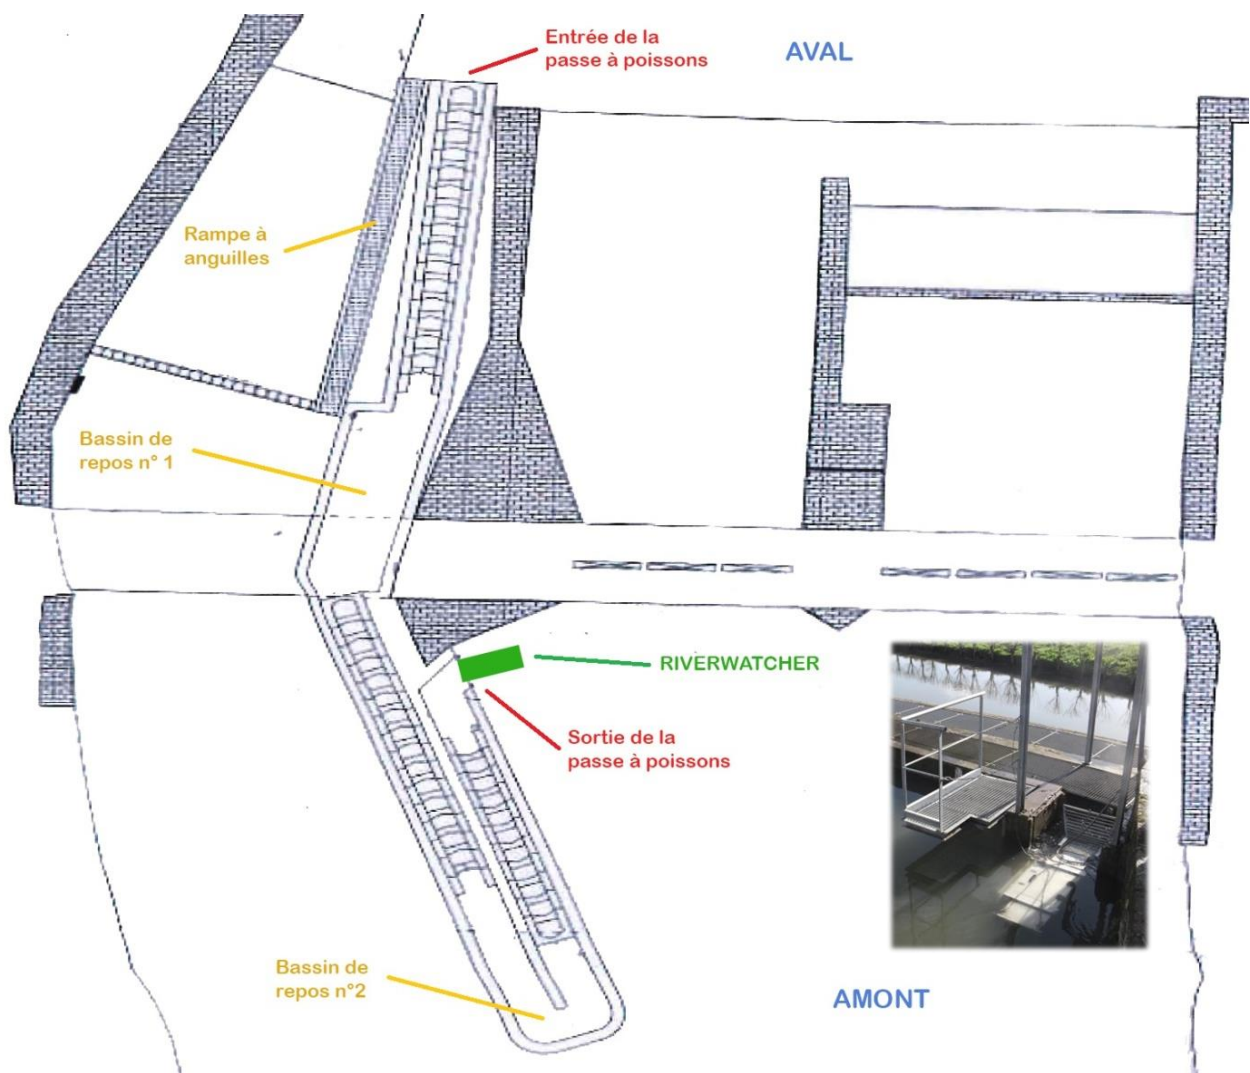 Entrée de la
passe à poissons
AVAL
Rampe à
anguilles
Bassin de
repos n° 1
RIVERWATCHER
Sortie de la
passe à poissons
Bassin de
repos n°2
AMONT